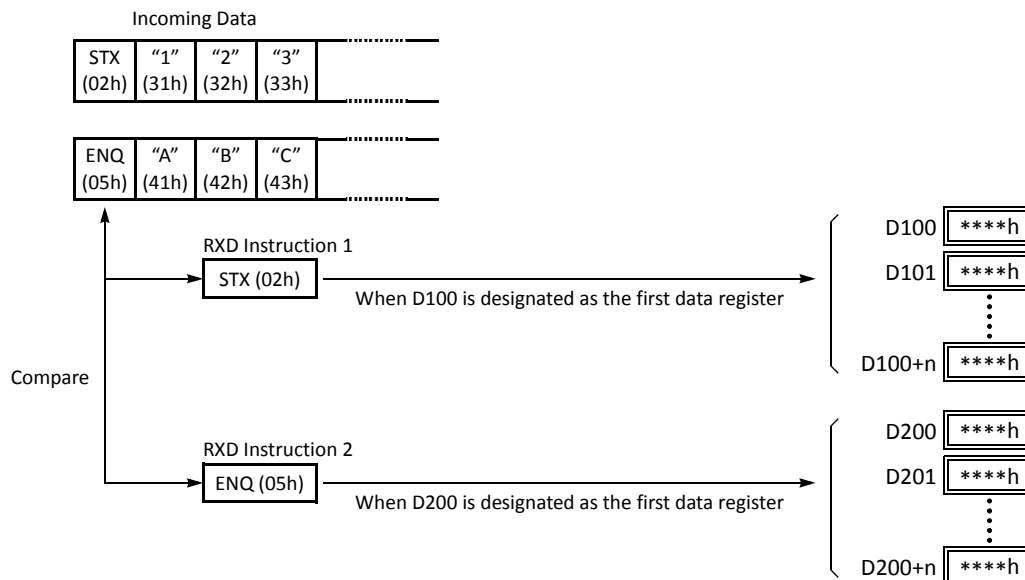 Incoming Data
STX “1” “2” “3”
(02h) (31h) (32h) (33h)
ENQ “A” “B” “C”
(05h) (41h) (42h) (43h)
D100 ****h
RXD Instruction 1
STX (02h)
D101 ****h
When D100 is designated as the first data register
D100+n ****h
Compare
D200 ****h
RXD Instruction 2
ENQ (05h)
D201 ****h
When D200 is designated as the first data register
D200+n ****h